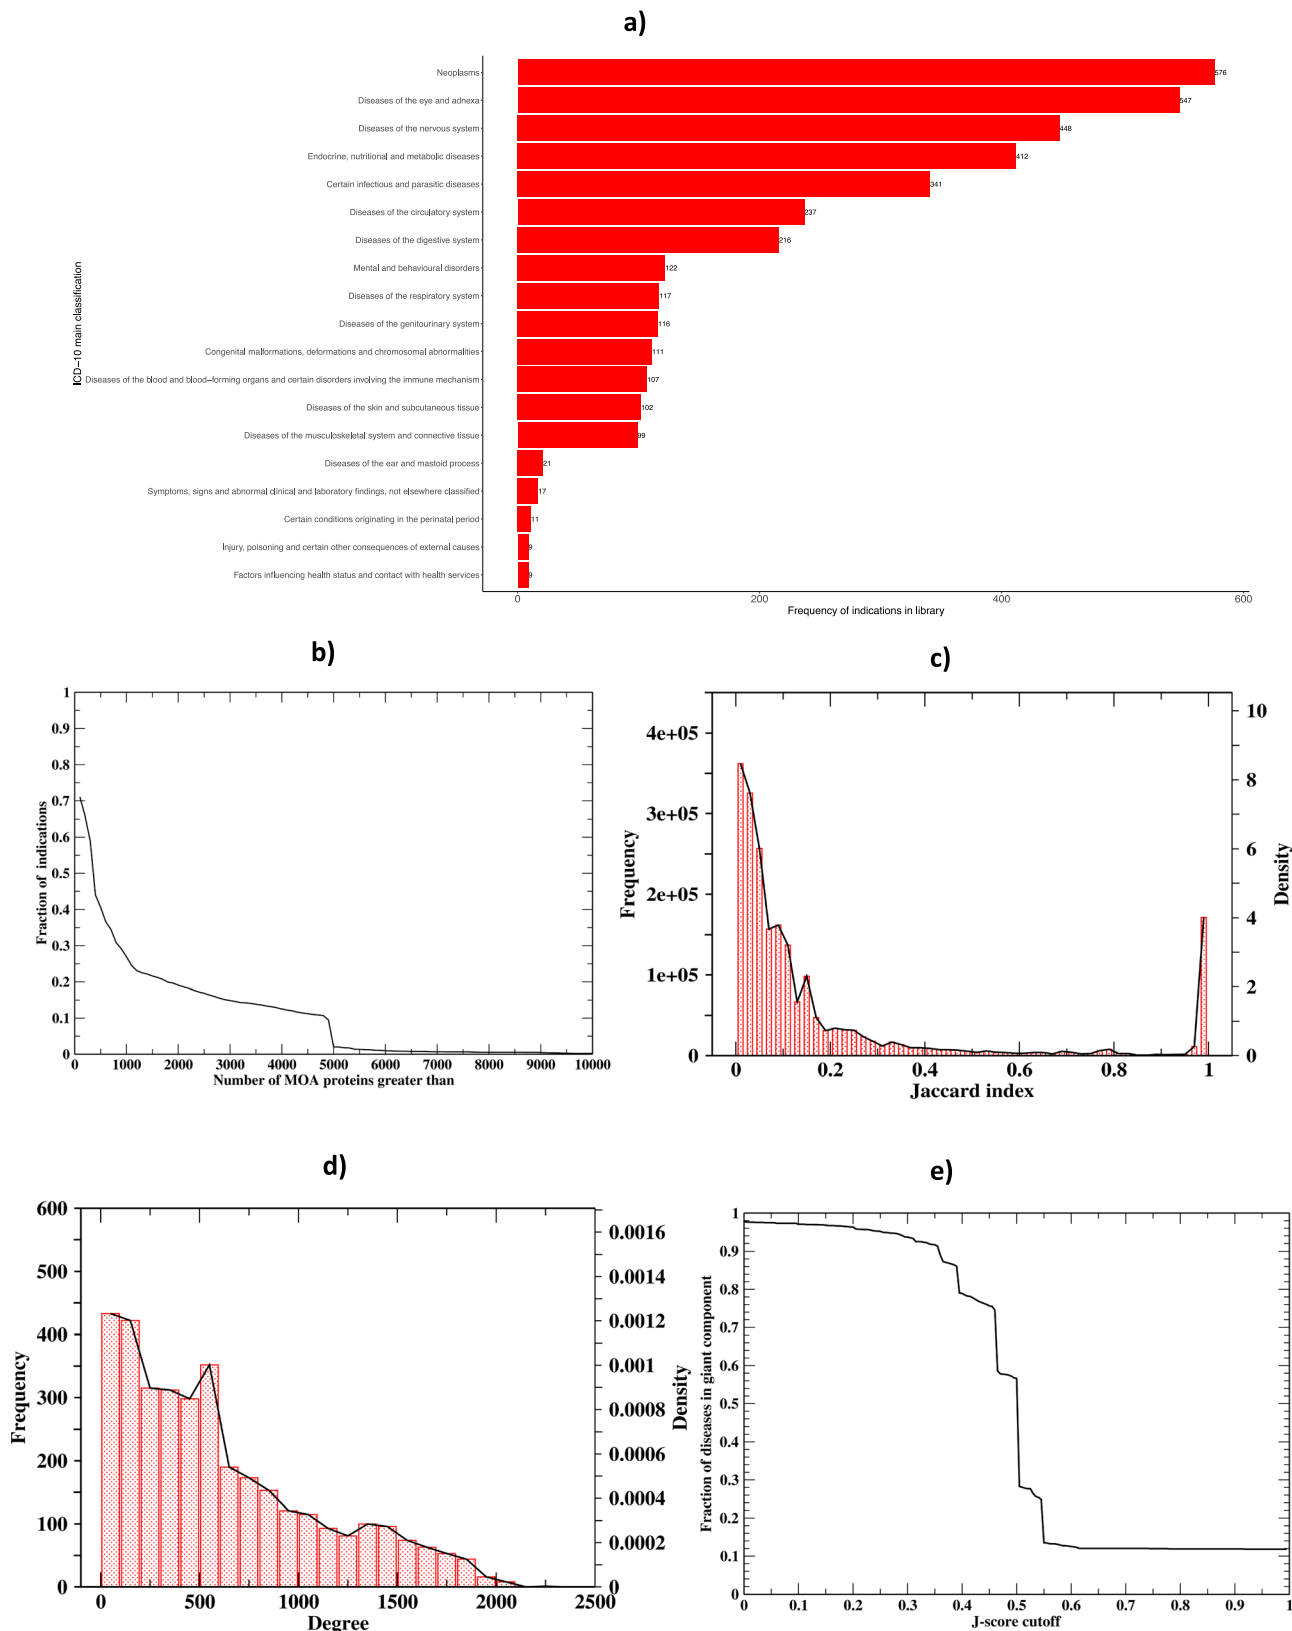 a)
ICD−10 main classification
Neoplasms 576
Diseases of the eye and adnexa 547
Diseases of the nervous system 448
Endocrine, nutritional and metabolic diseases 412
Certain infectious and parasitic diseases 341
Diseases of the circulatory system 237
Diseases of the digestive system 216
Mental and behavioural disorders 122
Diseases of the respiratory system 117
Diseases of the genitourinary system 116
Congenital malformations, deformations and chromosomal abnormalities 111
Diseases of the blood and blood−forming organs and certain disorders involving the immune mechanism 107
Diseases of the skin and subcutaneous tissue 102
Diseases of the musculoskeletal system and connective tissue 99
Diseases of the ear and mastoid process 21
Symptoms, signs and abnormal clinical and laboratory findings, not elsewhere classified 17
Certain conditions originating in the perinatal period 11
Injury, poisoning and certain other consequences of external causes 9
Factors influencing health status and contact with health services 9
0 200 400 600
Frequency of indications in library
b)
Fraction of indications
1
0.9
0.8
0.7
0.6
0.5
0.4
0.3
0.2
0.1
0
0 1000 2000 3000 4000 5000 6000 7000 8000 9000 10000
Number of MOA proteins greater than
c)
Frequency
4e+05
3e+05
2e+05
1e+05
0
Density
10
8
6
4
2
0
0 0.2 0.4 0.6 0.8 1
Jaccard index
d)
Frequency
600
500
400
300
200
100
0
Density
0.0016
0.0014
0.0012
0.001
0.0008
0.0006
0.0004
0.0002
0
0 500 1000 1500 2000 2500
Degree
e)
Fraction of diseases in giant component
1
0.9
0.8
0.7
0.6
0.5
0.4
0.3
0.2
0.1
0
0 0.1 0.2 0.3 0.4 0.5 0.6 0.7 0.8 0.9 1
J-score cutoff